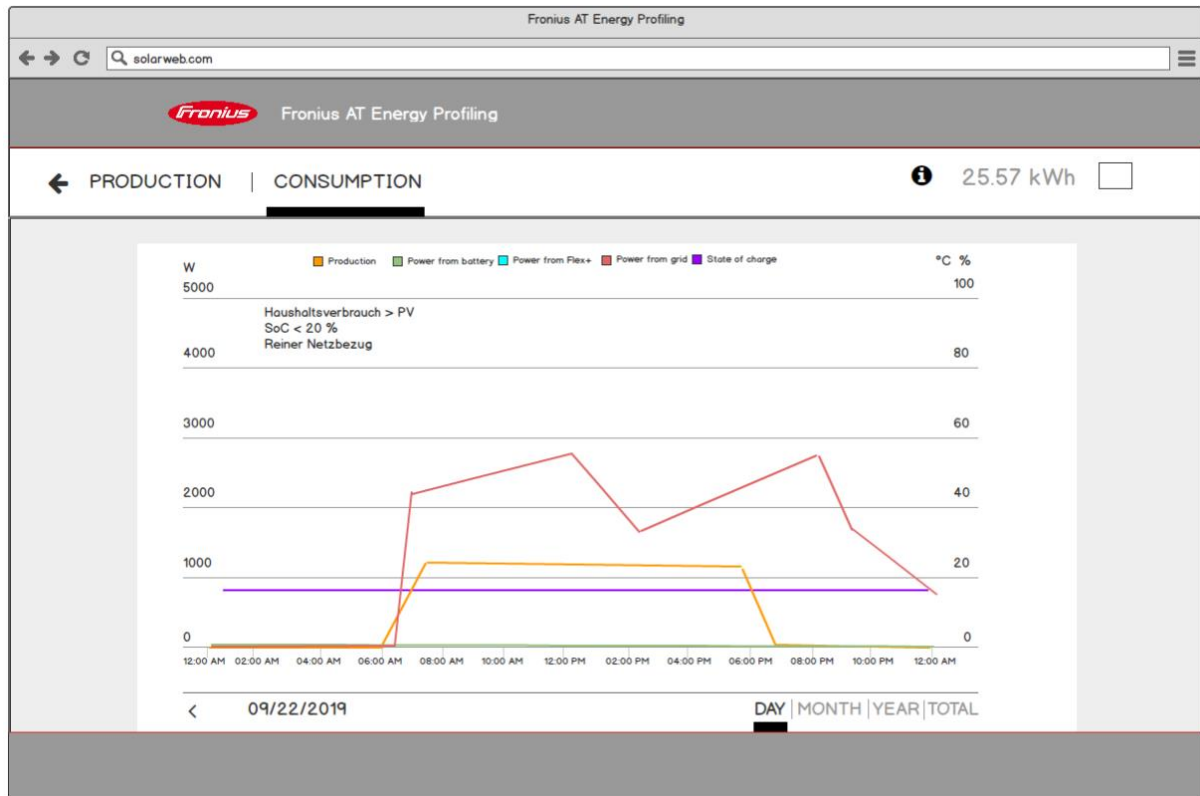 Fronius AT Energy Profiling
solarweb.com
Fronius Fronius AT Energy Profiling
PRODUCTION | CONSUMPTION 25.57 kWh
W Production Power from battery Power from Flex+ Power from grid State of charge °C %
5000 100
Haushaltsverbrauch > PV
SoC < 20 %
Reiner Netzbezug
4000 80
3000 60
2000 40
1000 20
0 0
12:00 AM 02:00 AM 04:00 AM 06:00 AM 08:00 AM 10:00 AM 12:00 PM 02:00 PM 04:00 PM 06:00 PM 08:00 PM 10:00 PM 12:00 AM
< 09/22/2019 DAY | MONTH | YEAR | TOTAL